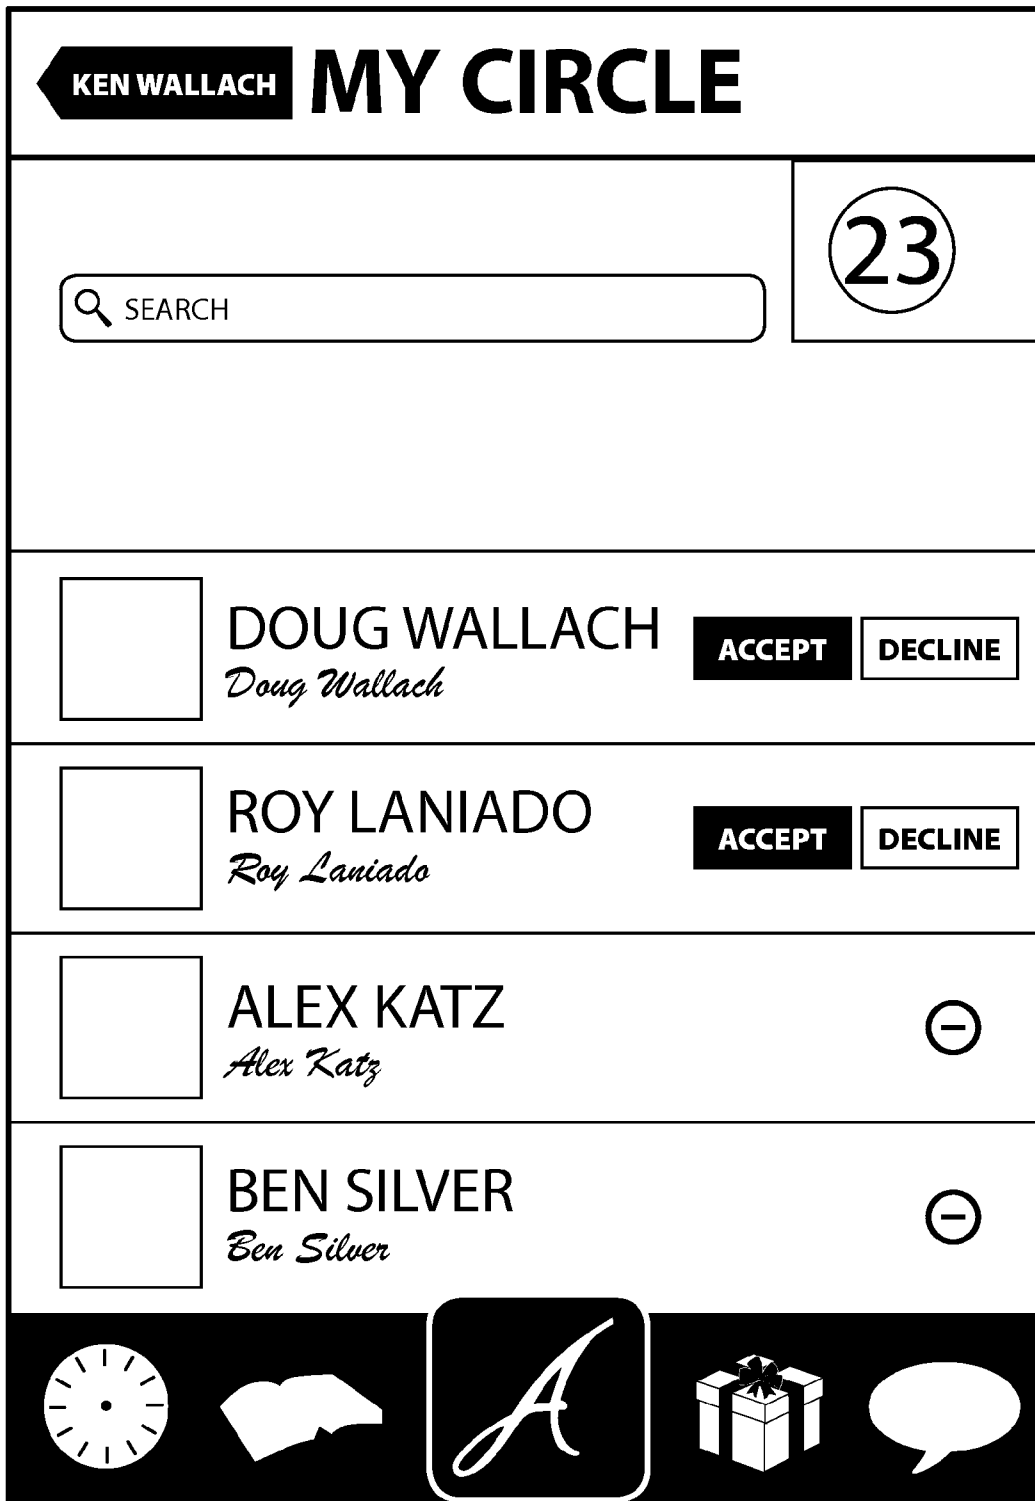 KEN WALLACH MY CIRCLE
23
SEARCH
DOUG WALLACH
Doug Wallach
ACCEPT DECLINE
ROY LANIADO
Roy Laniado
ACCEPT DECLINE
ALEX KATZ
Alex Katz
BEN SILVER
Ben Silver
A